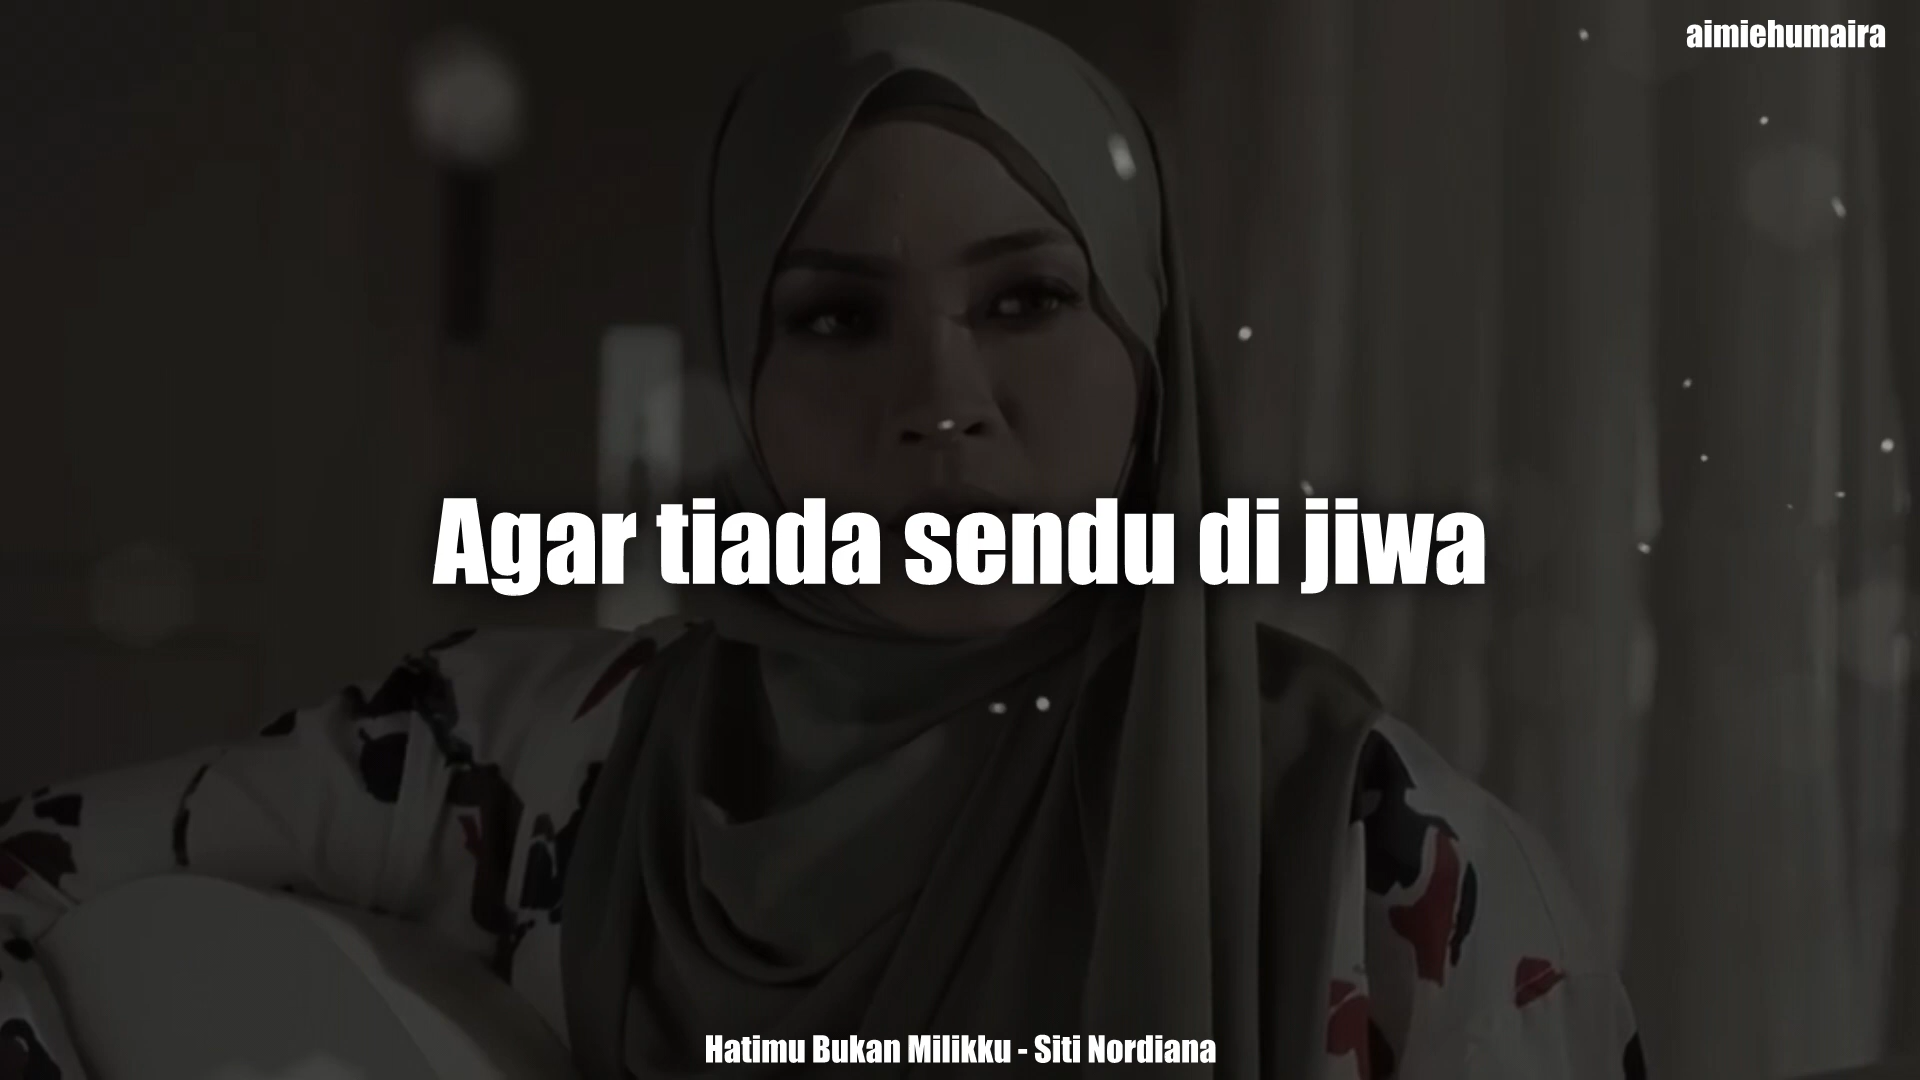 aimiehumaira
Agar tiada sendu di jiwa
Hatimu Bukan Milikku - Siti Nordiana